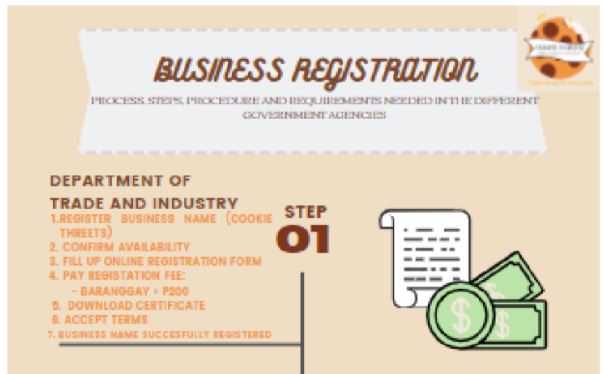 BUSINESS REGISTRATION
PROCESS, STEPS, PROCEDURE AND REQUIREMENTS NEEDED IN THE DIFFERENT
GOVERNMENT AGENCIES
DEPARTMENT OF
TRADE AND INDUSTRY
1.REGISTER BUSINESS NAME (COOKIE
THREETS)
2. CONFIRM AVAILABILITY
3. FILL UP ONLINE REGISTRATION FORM
4. PAY REGISTATION FEE:
- BARANGGAY > P200
5. DOWNLOAD CERTIFICATE
6. ACCEPT TERMS
7. BUSINESS NAME SUCCESFULLY REGISTERED
STEP
01